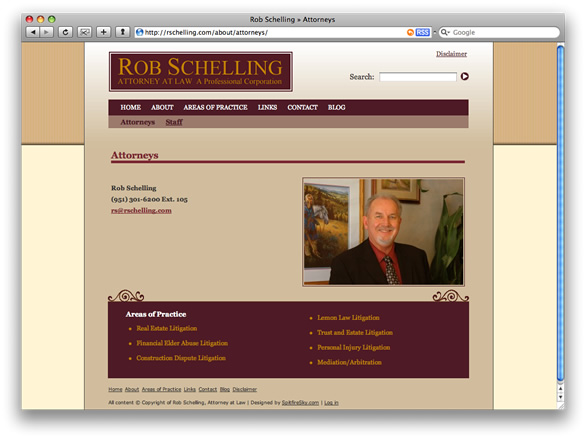 Rob Schelling » Attorneys
http://rschelling.com/about/attorneys/
RSS
Google
Disclaimer
ROB SCHELLING
ATTORNEY AT LAW A Professional Corporation
Search:
HOME ABOUT AREAS OF PRACTICE LINKS CONTACT BLOG
Attorneys Staff
Attorneys
Rob Schelling
(951) 301-6200 Ext. 105
rs@rschelling.com
Areas of Practice
Real Estate Litigation
Financial Elder Abuse Litigation
Construction Dispute Litigation
Lemon Law Litigation
Trust and Estate Litigation
Personal Injury Litigation
Mediation/Arbitration
Home About Areas of Practice Links Contact Blog Disclaimer
All content © Copyright of Rob Schelling, Attorney at Law | Designed by SpitfireSky.com | Log in